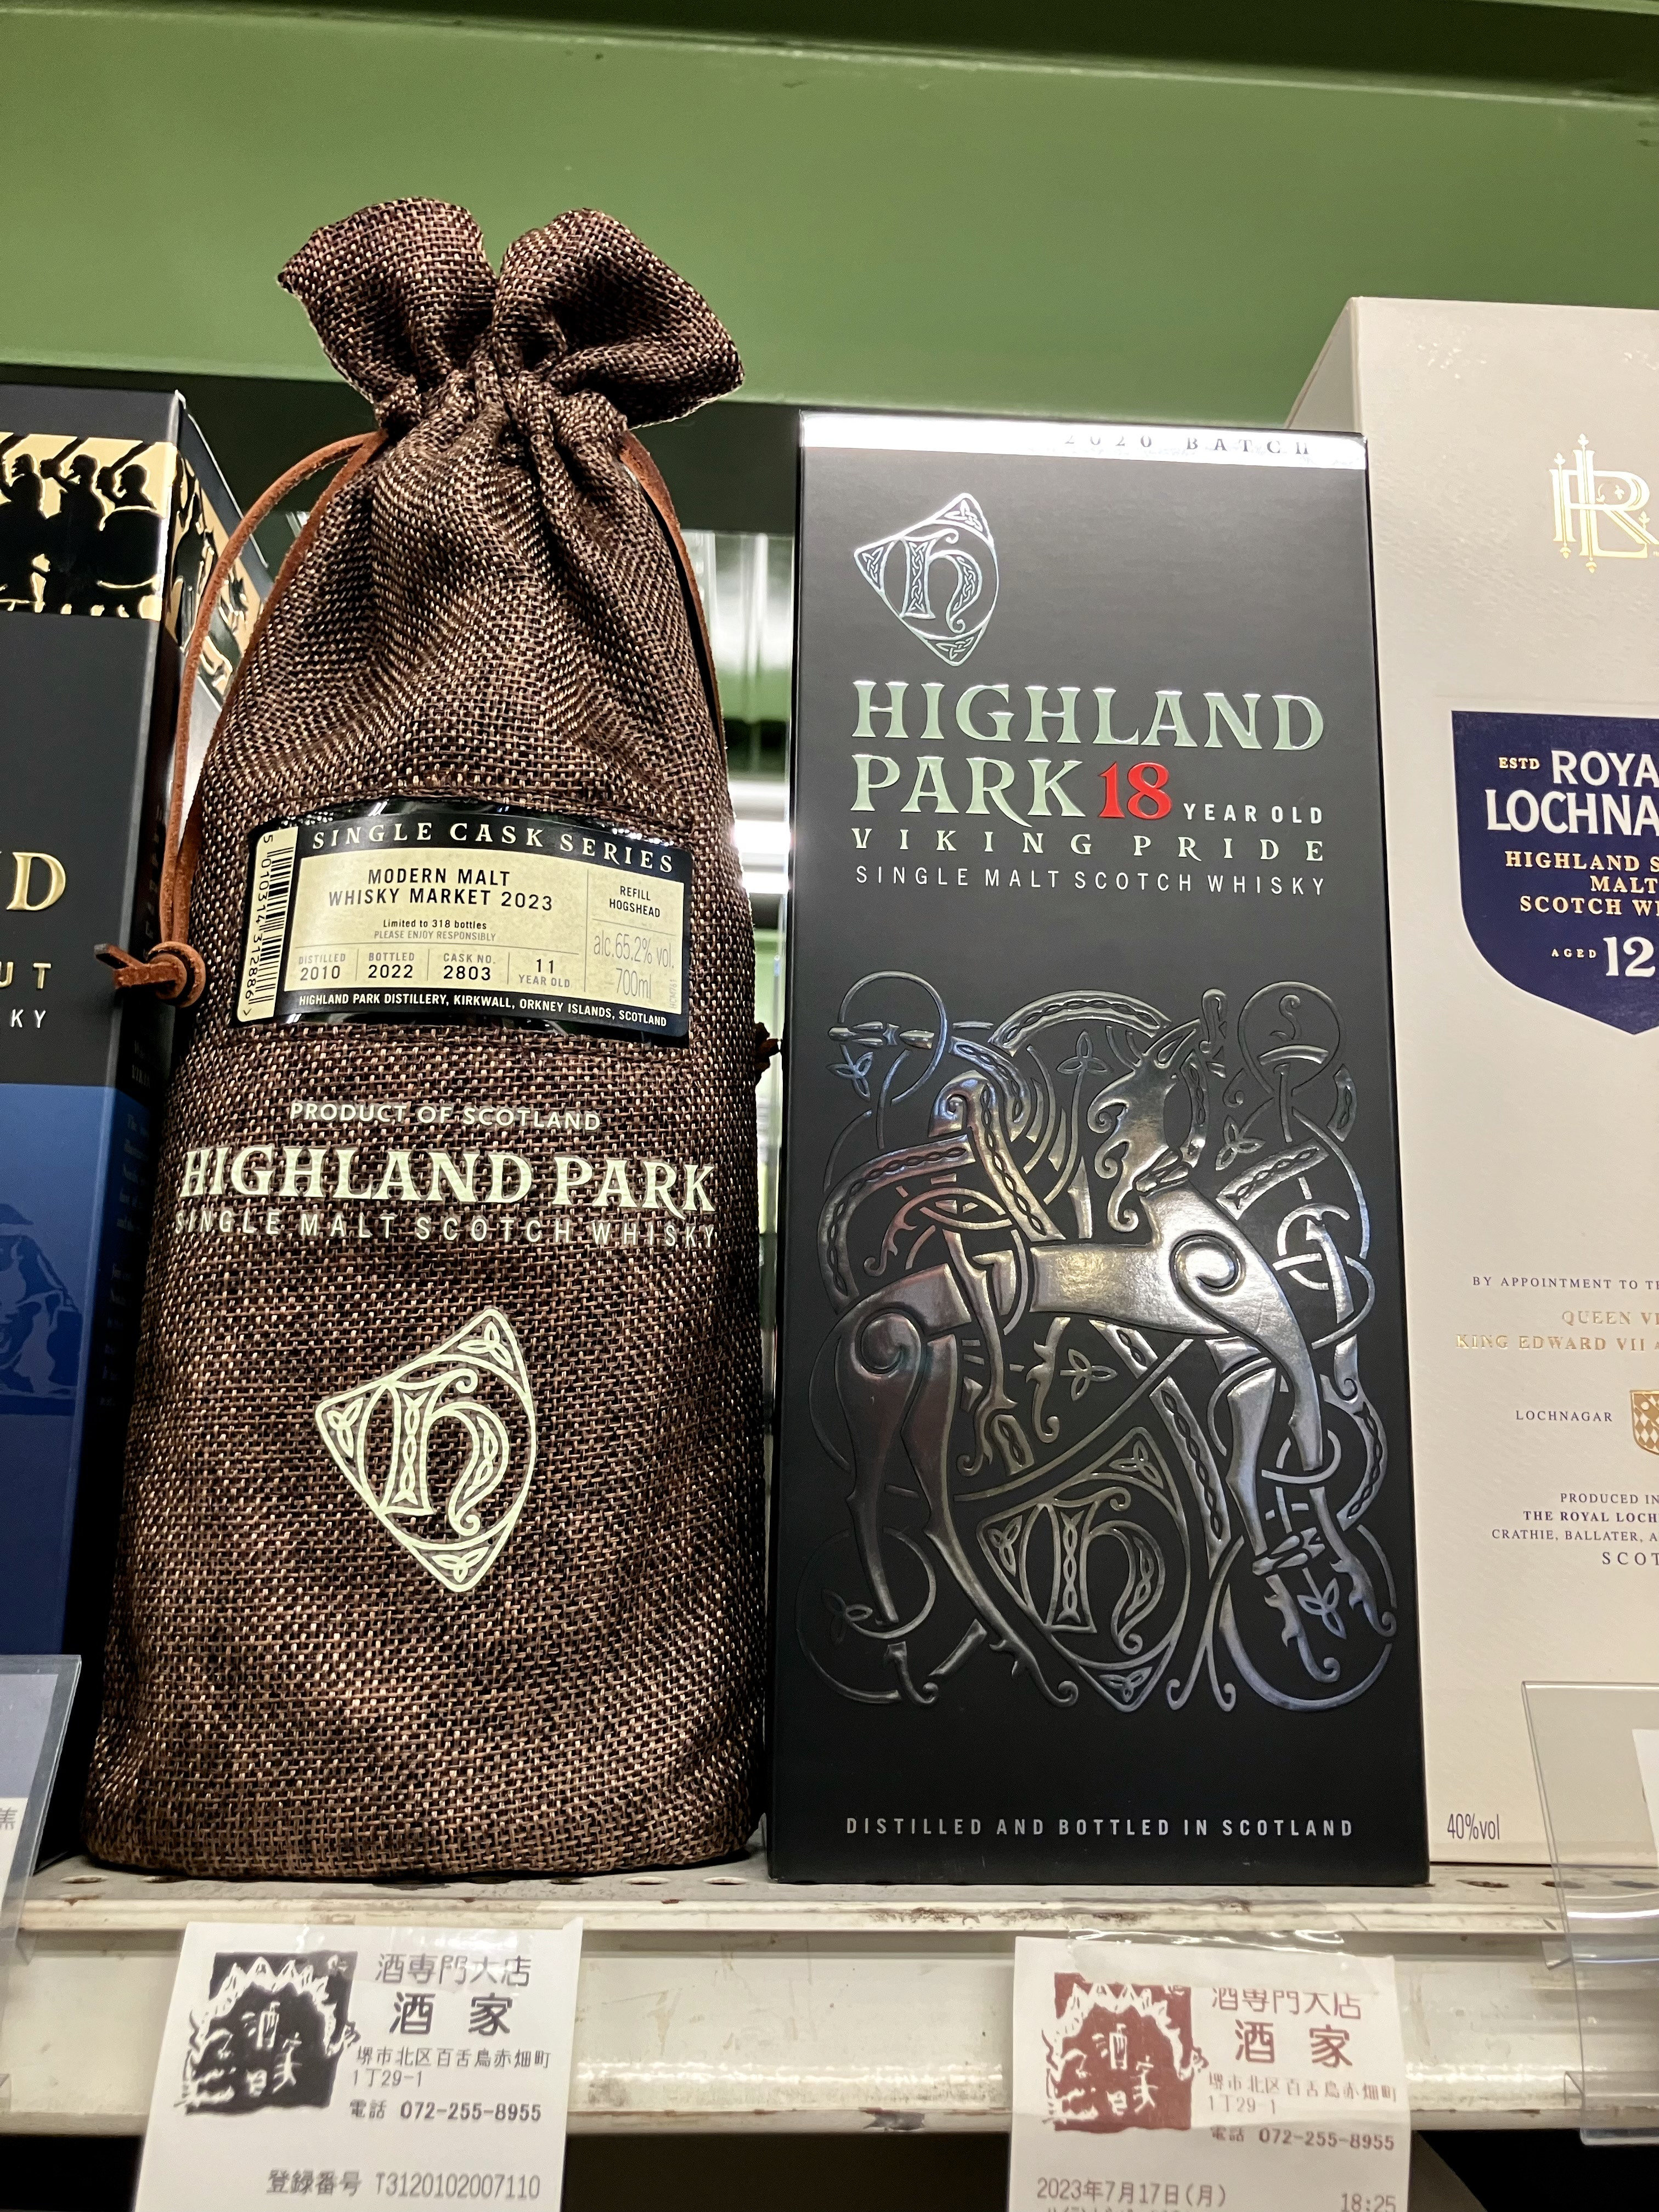 D
UT
KY
SINGLE CASK SERIES
MODERN MALT
WHISKY MARKET 2023
Limited to 318 bottles
PLEASE ENJOY RESPONSIBLY
DISTILLED
2010
BOTTLED
2022
CASK NO.
2803
11
YEAR OLD
REFILL
HOGSHEAD
alc.65.2% vol.
700ml
5 010314 312886 >
HIGHLAND PARK DISTILLERY, KIRKWALL, ORKNEY ISLANDS, SCOTLAND
PRODUCT OF SCOTLAND
HIGHLAND PARK
SINGLE MALT SCOTCH WHISKY
h
2020 BATCH
h
HIGHLAND
PARK 18 YEAR OLD
VIKING PRIDE
SINGLE MALT SCOTCH WHISKY
h
DISTILLED AND BOTTLED IN SCOTLAND
RL
ESTD ROYA
LOCHNA
HIGHLAND S
MALT
SCOTCH W
AGED 12
BY APPOINTMENT TO TH
QUEEN VI
KING EDWARD VII
LOCHNAGAR
PRODUCED IN
THE ROYAL LOCH
CRATHIE, BALLATER, A
SCOT
40%vol
酒専門大店
酒家
堺市北区百舌鳥赤畑町
1丁29-1
電話 072-255-8955
登録番号 T3120102007110
酒専門大店
酒家
堺市北区百舌鳥赤畑町
1丁29-1
電話 072-255-8955
2023年7月17日(月) 18:25